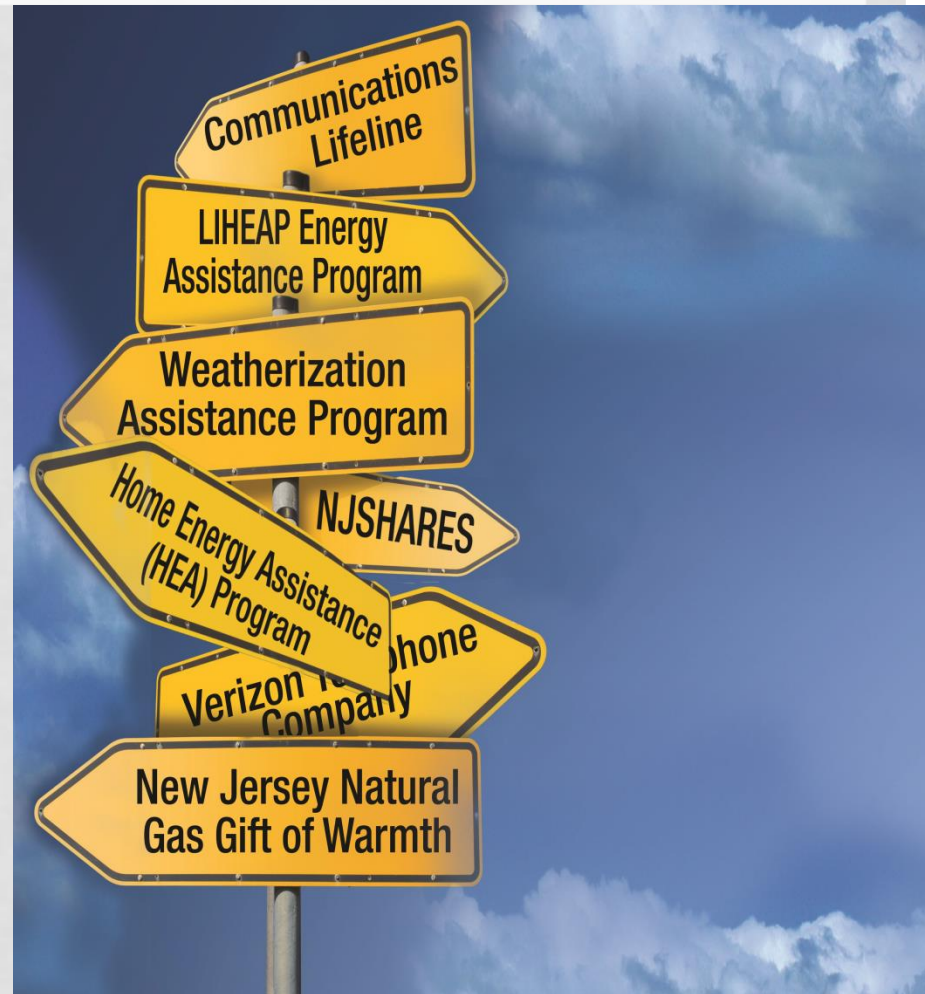 Communications
Lifeline
LIHEAP Energy
Assistance Program
Weatherization
Assistance Program
NJSHARES
Home Energy Assistance
(HEA) Program
Verizon
Company
New Jersey Natural
Gas Gift of Warmth